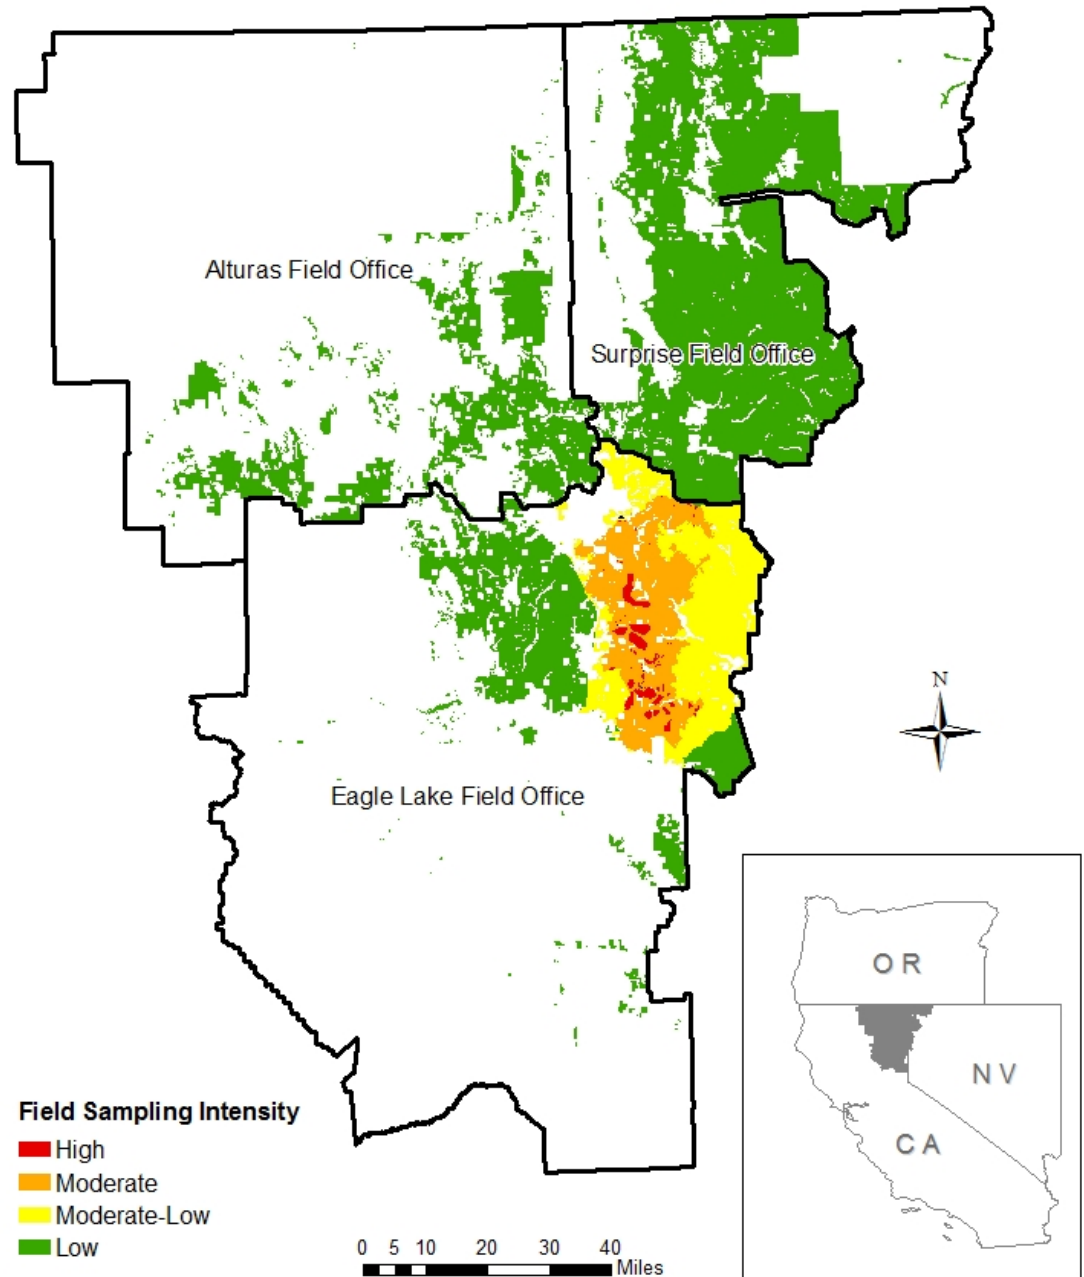 Alturas Field Office
Surprise Field Office
Eagle Lake Field Office
N
OR
NV
CA
Field Sampling Intensity
High
Moderate
Moderate-Low
Low
0 5 10 20 30 40
Miles